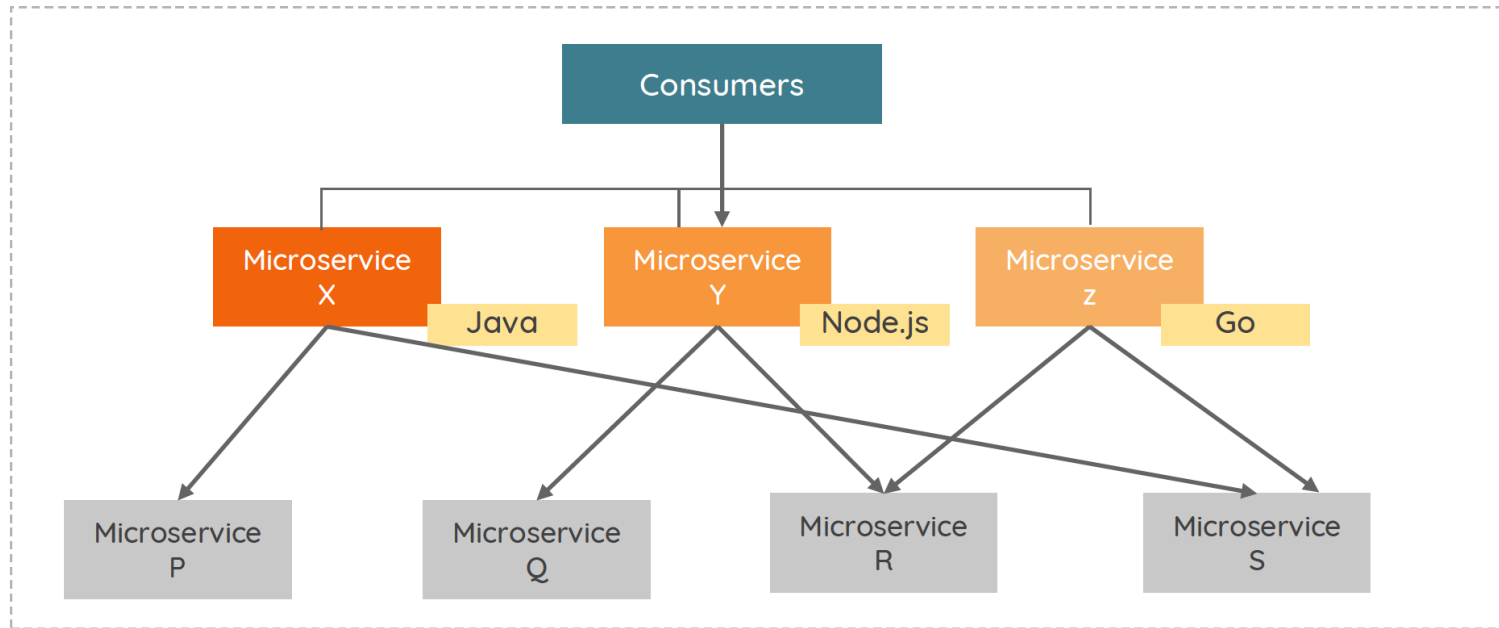 Consumers
Microservice
X
Java
Microservice
Y
Node.js
Microservice
z
Go
Microservice
P
Microservice
Q
Microservice
R
Microservice
S